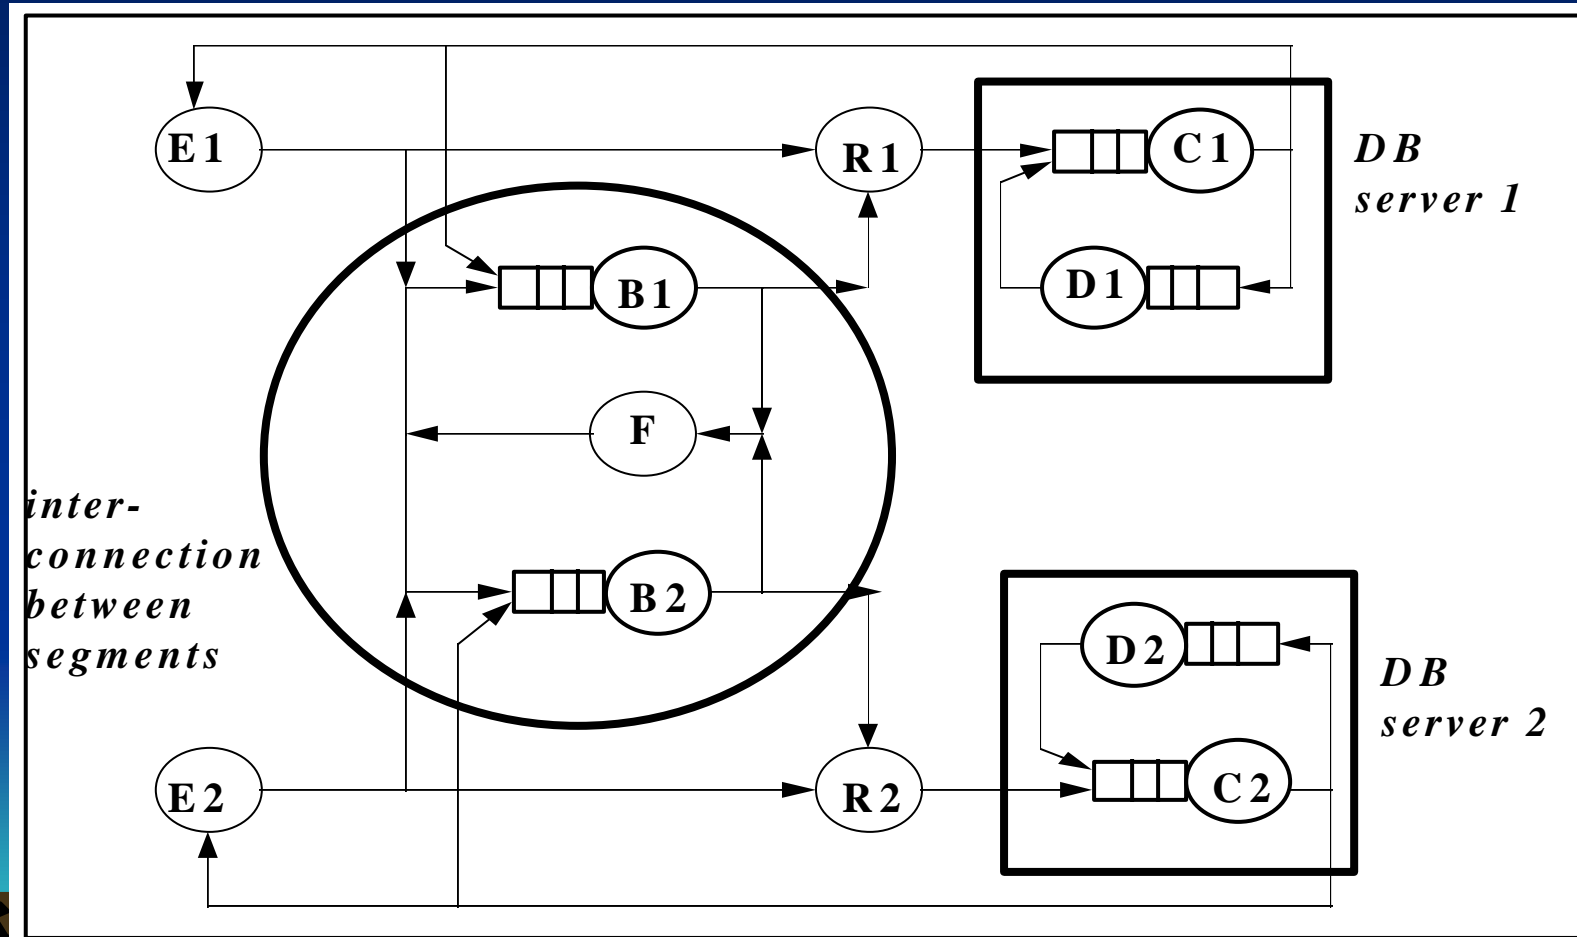 E1
R1
C1
DB
server 1
B1
D1
F
inter-
connection
between
segments
B2
D2
DB
server 2
E2
R2
C2